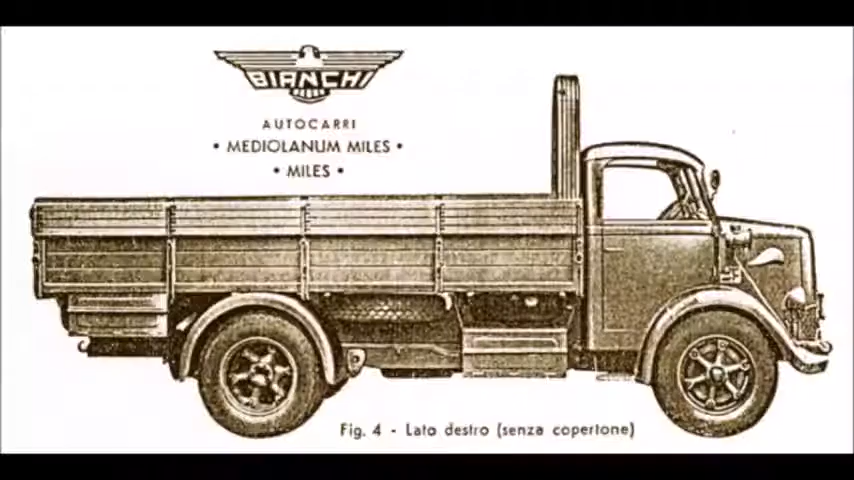 BIANCHI
AUTOCARRI
• MEDIOLANUM MILES •
• MILES •
Fig. 4 - Lato destro (senza copertone)